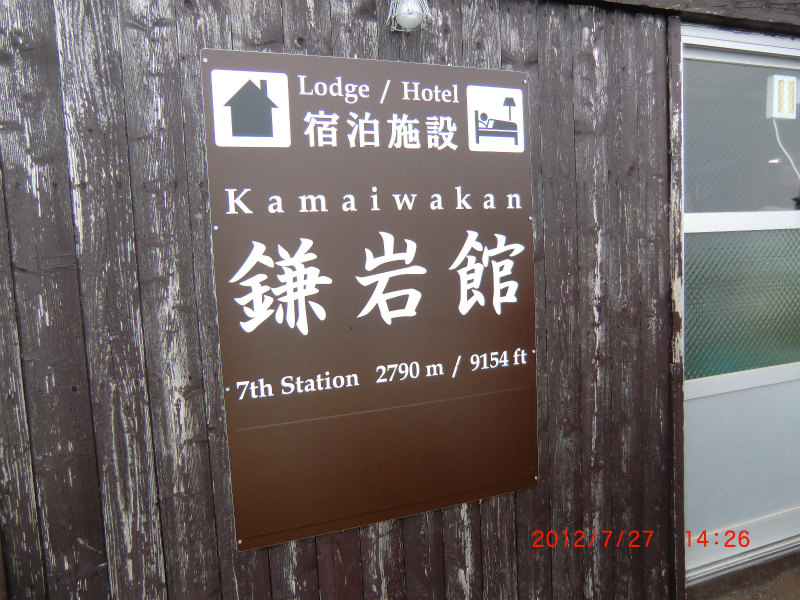 Lodge / Hotel
宿泊施設
Kamaiwakan
鎌岩館
7th Station 2790 m / 9154 ft
2012/7/27 14:26